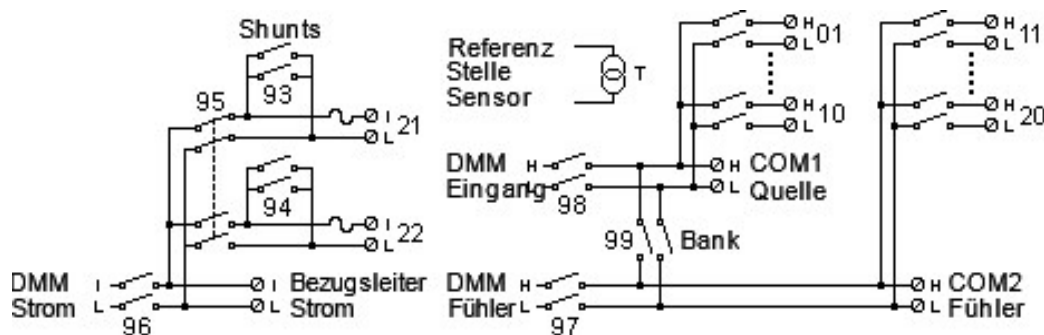 Shunts
93
95
I 21
L
94
I 22
L
DMM I
Strom L
96
I Bezugsleiter
L Strom
Referenz
Stelle
Sensor
T
H 01
L
H 10
L
H 11
L
H 20
L
DMM H
Eingang L
98
H COM1
L Quelle
99 Bank
DMM H
Fühler L
97
H COM2
L Fühler